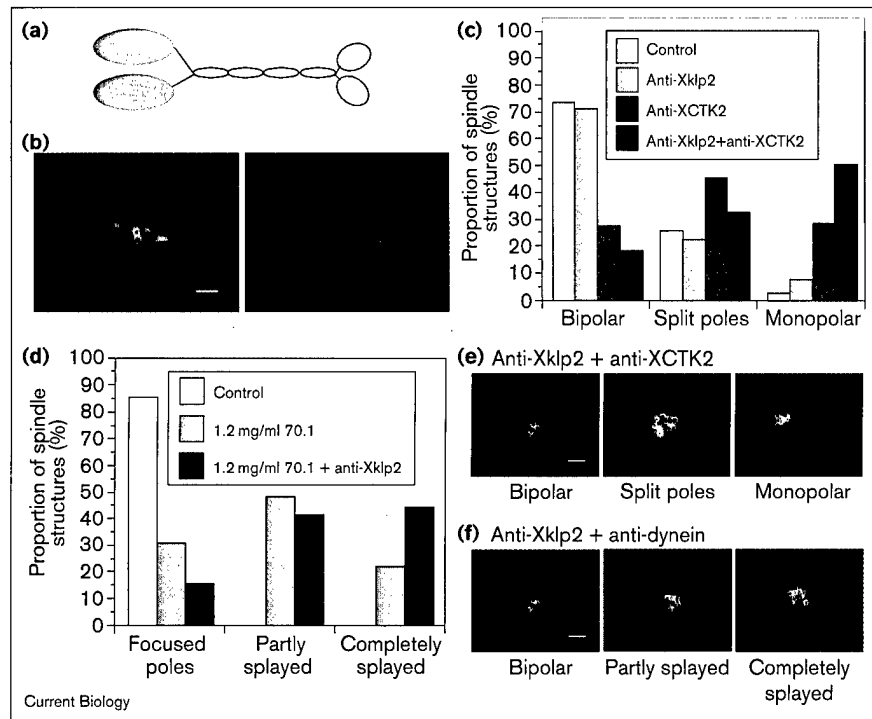 (a)
(b)
(c)
Proportion of spindle
structures (%)
100
90
80
70
60
50
40
30
20
10
0
Control
Anti-Xklp2
Anti-XCTK2
Anti-Xklp2+anti-XCTK2
Bipolar
Split poles
Monopolar
(d)
Proportion of spindle
structures (%)
100
90
80
70
60
50
40
30
20
10
0
Control
1.2 mg/ml 70.1
1.2 mg/ml 70.1 + anti-Xklp2
Focused
poles
Partly
splayed
Completely
splayed
(e) Anti-Xklp2 + anti-XCTK2
Bipolar
Split poles
Monopolar
(f) Anti-Xklp2 + anti-dynein
Bipolar
Partly splayed
Completely
splayed
Current Biology